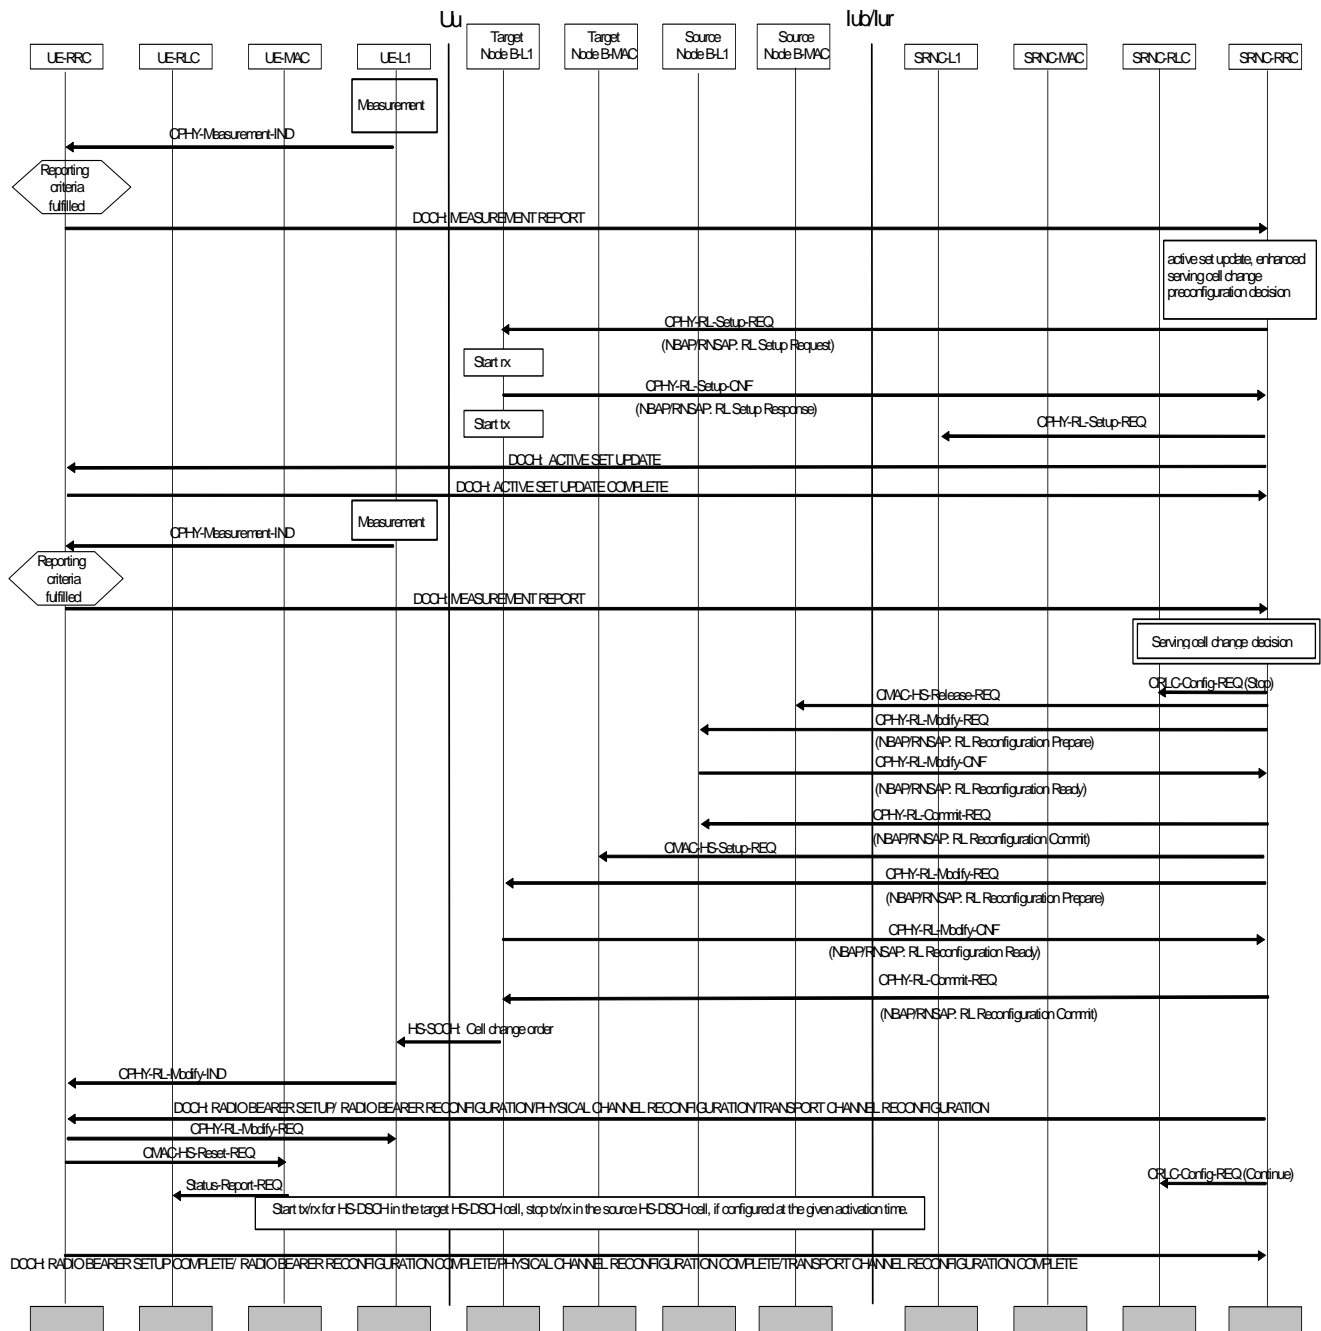 Uu
Iub/Iur
UE-RRC
UE-RLC
UE-MAC
UE-L1
Target
Node B-L1
Target
Node B-MAC
Source
Node B-L1
Source
Node B-MAC
SRNC-L1
SRNC-MAC
SRNC-RLC
SRNC-RRC
Measurement
CPHY-Measurement-IND
Reporting
criteria
fulfilled
DCCH: MEASUREMENT REPORT
active set update, enhanced
serving cell change
preconfiguration decision
CPHY-RL-Setup-REQ
(NBAP/RNSAP: RL Setup Request)
Start rx
CPHY-RL-Setup-CNF
(NBAP/RNSAP: RL Setup Response)
Start tx
CPHY-RL-Setup-REQ
DCCH: ACTIVE SET UPDATE
DCCH: ACTIVE SET UPDATE COMPLETE
Measurement
CPHY-Measurement-IND
Reporting
criteria
fulfilled
DCCH: MEASUREMENT REPORT
Serving cell change decision
CRLC-Config-REQ (Stop)
CMAC-HS-Release-REQ
CPHY-RL-Modify-REQ
(NBAP/RNSAP: RL Reconfiguration Prepare)
CPHY-RL-Modify-CNF
(NBAP/RNSAP: RL Reconfiguration Ready)
CPHY-RL-Commit-REQ
(NBAP/RNSAP: RL Reconfiguration Commit)
CMAC-HS-Setup-REQ
CPHY-RL-Modify-REQ
(NBAP/RNSAP: RL Reconfiguration Prepare)
CPHY-RL-Modify-CNF
(NBAP/RNSAP: RL Reconfiguration Ready)
CPHY-RL-Commit-REQ
(NBAP/RNSAP: RL Reconfiguration Commit)
HS-SCCH: Cell change order
CPHY-RL-Modify-IND
DCCH: RADIO BEARER SETUP/ RADIO BEARER RECONFIGURATION/PHYSICAL CHANNEL RECONFIGURATION/TRANSPORT CHANNEL RECONFIGURATION
CPHY-RL-Modify-REQ
CMAC-HS-Reset-REQ
Status-Report-REQ
CRLC-Config-REQ (Continue)
Start tx/rx for HS-DSCH in the target HS-DSCH cell, stop tx/rx in the source HS-DSCH cell, if configured at the given activation time.
DCCH: RADIO BEARER SETUP COMPLETE/ RADIO BEARER RECONFIGURATION COMPLETE/PHYSICAL CHANNEL RECONFIGURATION COMPLETE/TRANSPORT CHANNEL RECONFIGURATION COMPLETE